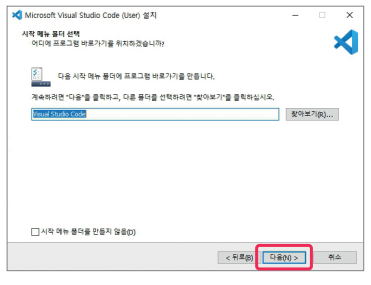 Microsoft Visual Studio Code (User) 설치
시작 메뉴 폴더 선택
어디에 프로그램 바로가기를 위치하겠습니까?
다음 시작 메뉴 폴더에 프로그램 바로가기를 만듭니다.
계속하려면 "다음"을 클릭하고, 다른 폴더를 선택하려면 "찾아보기"를 클릭하십시오.
Visual Studio Code
찾아보기(R)...
시작 메뉴 폴더를 만들지 않음(D)
< 뒤로(B)
다음(N) >
취소